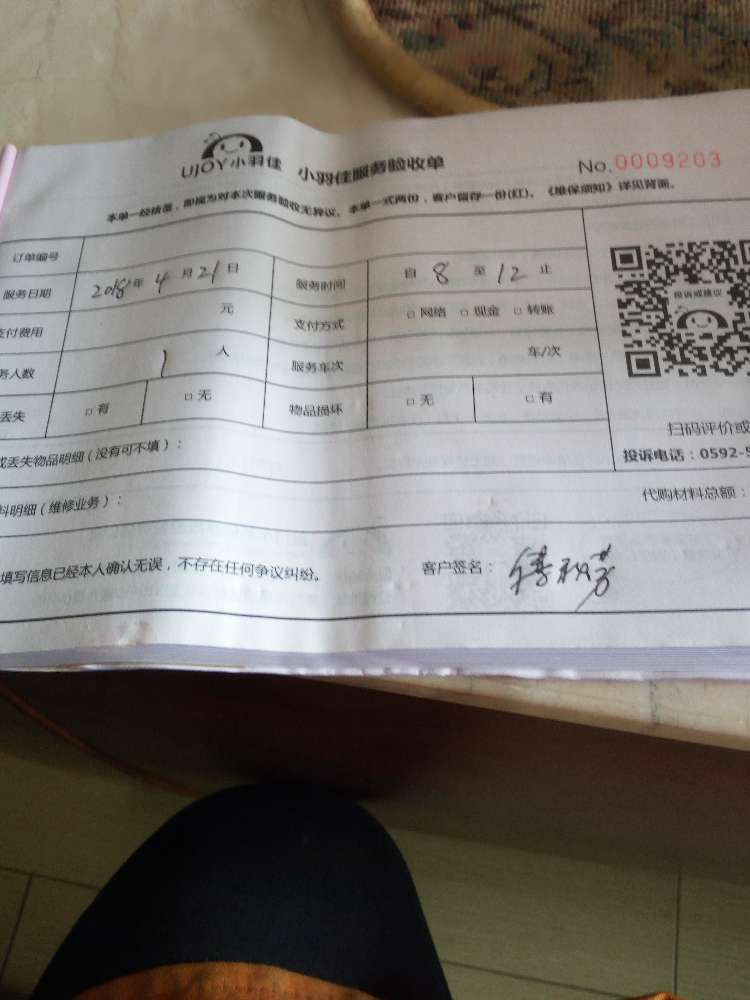 UJOY小羽佳 小羽佳服务验收单 No.0009203
本单一经签署，即视为对本次服务验收无异议。本单一式两份，客户留存一份(红)。《维保须知》详见背面。
订单编号
服务日期 2018年 4 月 21 日 服务时间 自 8 至 12 止
支付费用 元 支付方式 □ 网络 □ 现金 □ 转账
务人数 1 人 服务车次 车/次
丢失 □ 有 □ 无 物品损坏 □ 无 □ 有
投诉或建议
扫码评价或
投诉电话：0592-5
或丢失物品明细（没有可不填）：
料明细（维修业务）： 代购材料总额：
填写信息已经本人确认无误，不存在任何争议纠纷。 客户签名：